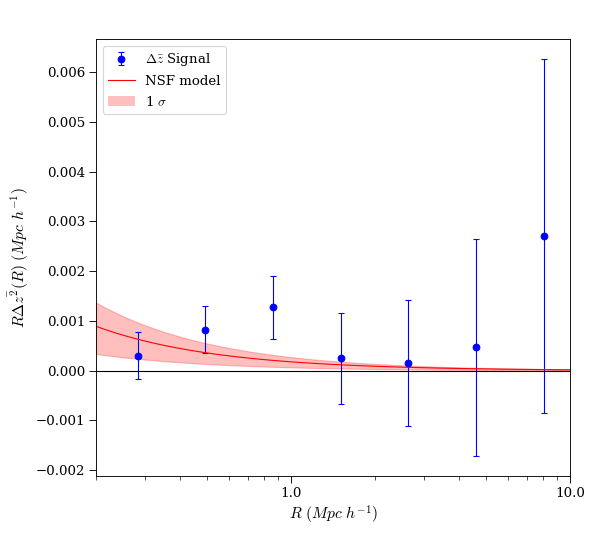 Δz̄ Signal
NSF model
1 σ
0.006
0.005
0.004
0.003
0.002
0.001
0.000
−0.001
−0.002
RΔz̄²(R) (Mpc h⁻¹)
1.0
10.0
R (Mpc h⁻¹)